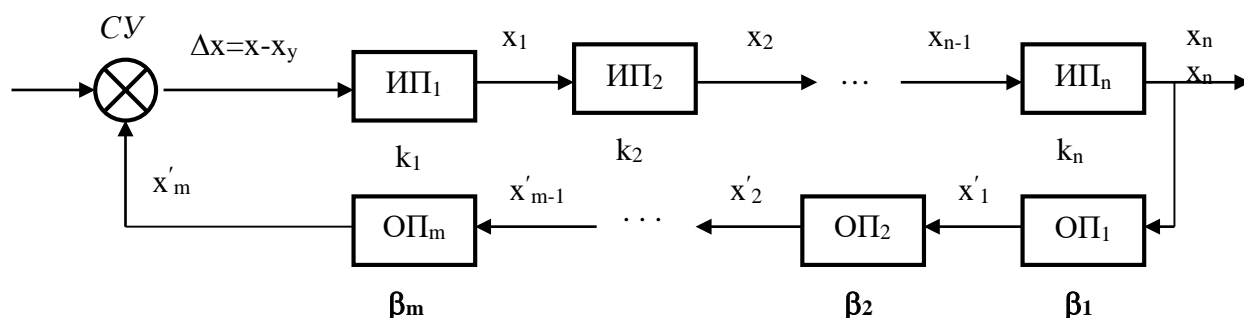 СУ
Δx=x-xy
x1
x2
xn-1
xn
xn
ИП1
ИП2
...
ИПn
k1
k2
kn
x′m
x′m-1
x′2
x′1
ОПm
...
ОП2
ОП1
βm
β2
β1